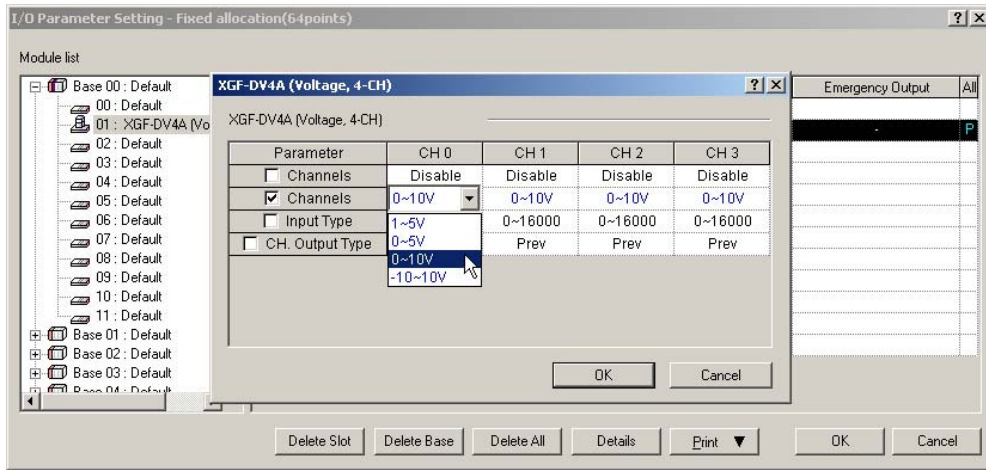 I/O Parameter Setting - Fixed allocation(64points)
Module list
Base 00 : Default
00 : Default
01 : XGF-DV4A (Vo
02 : Default
03 : Default
04 : Default
05 : Default
06 : Default
07 : Default
08 : Default
09 : Default
10 : Default
11 : Default
Base 01 : Default
Base 02 : Default
Base 03 : Default
Base 04 : Default
XGF-DV4A (Voltage, 4-CH)
XGF-DV4A (Voltage, 4-CH)
Parameter CH 0 CH 1 CH 2 CH 3
Channels Disable Disable Disable Disable
Channels 0~10V 0~10V 0~10V 0~10V
Input Type 0~16000 0~16000 0~16000
CH. Output Type Prev Prev Prev
1~5V
0~5V
0~10V
-10~10V
OK Cancel
Emergency Output All
- P
Delete Slot Delete Base Delete All Details Print ▼ OK Cancel